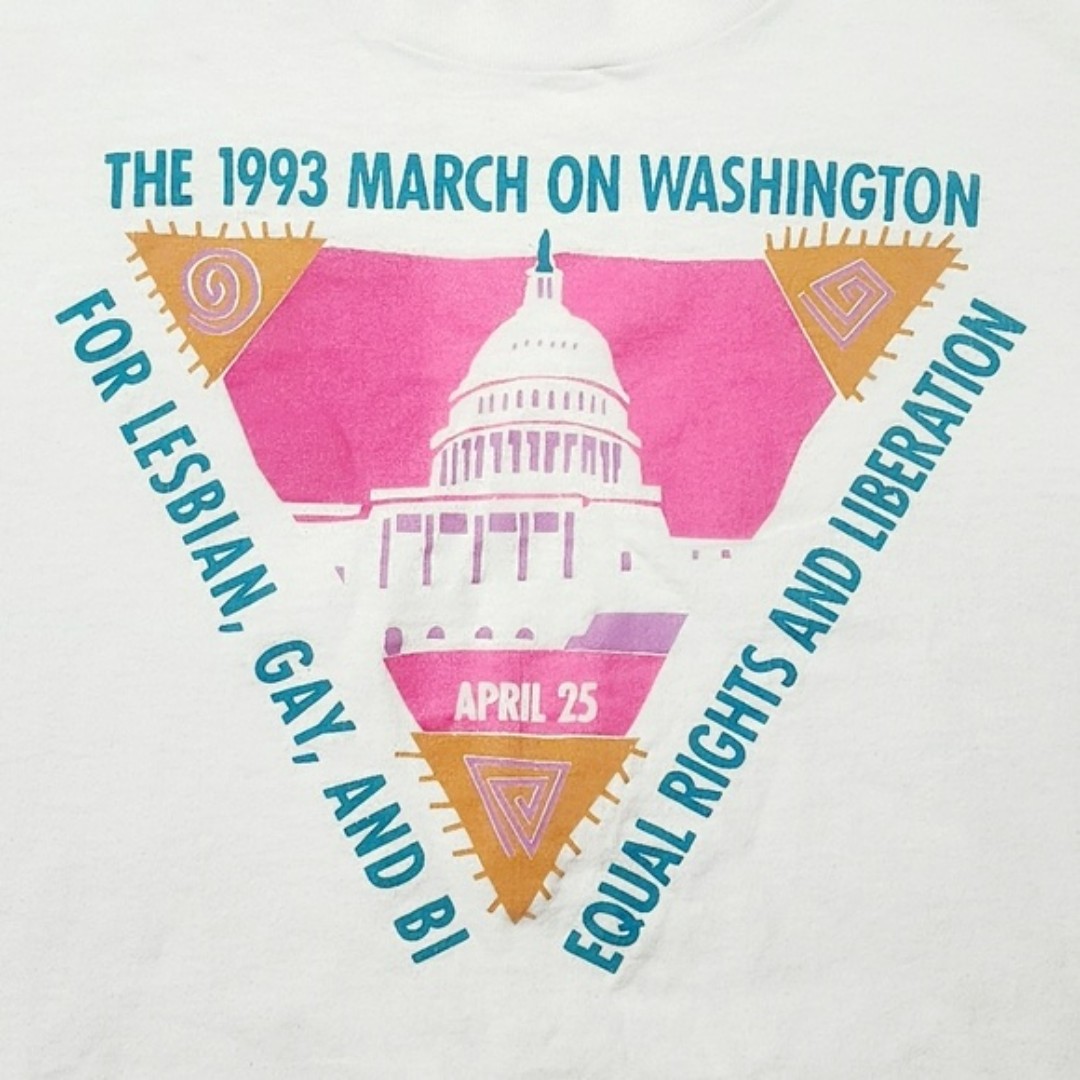 THE 1993 MARCH ON WASHINGTON
FOR LESBIAN, GAY, AND BI
EQUAL RIGHTS AND LIBERATION
APRIL 25